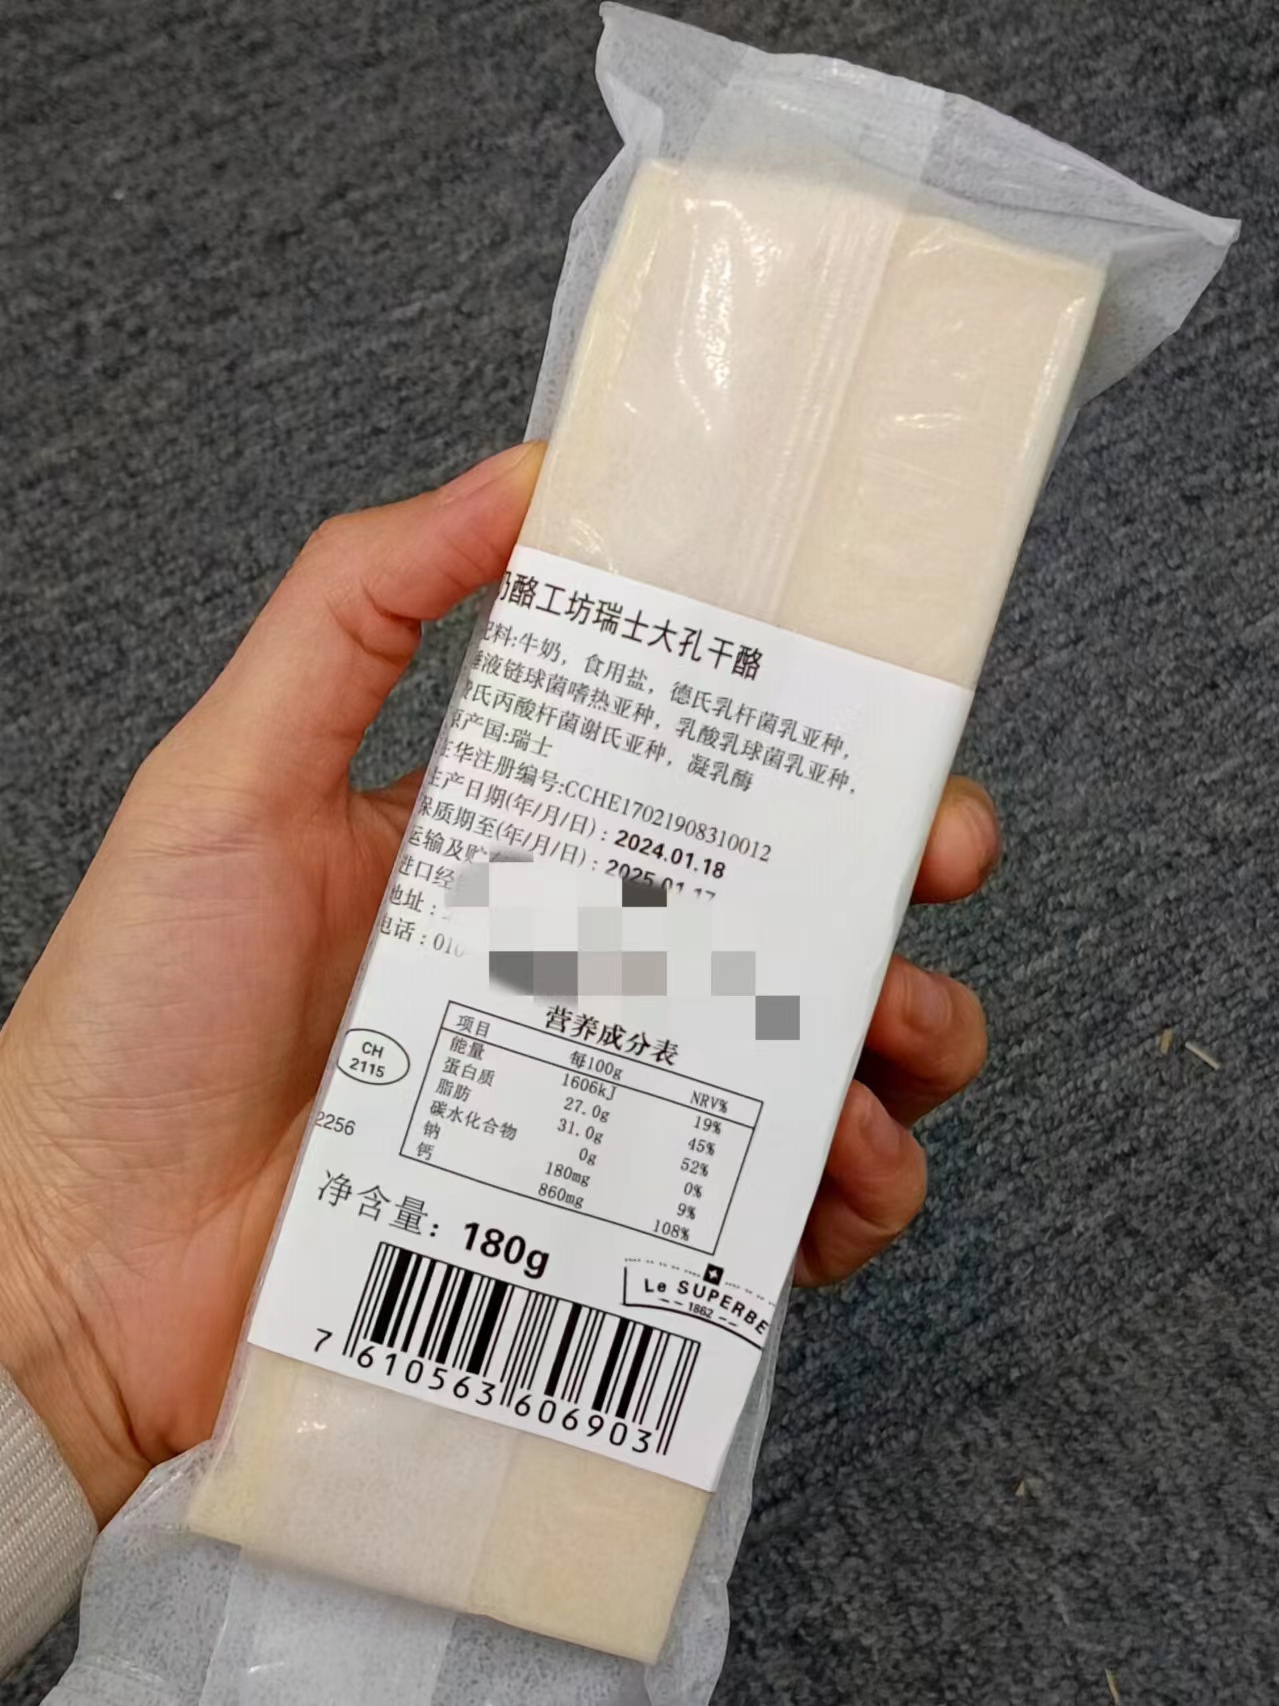 酪工坊瑞士大孔干酪
料:牛奶，食用盐，德氏乳杆菌乳亚种，
液链球菌嗜热亚种，乳酸乳球菌乳亚种，
氏丙酸杆菌谢氏亚种，凝乳酶
产国:瑞士
华注册编号:CCHE17021908310012
生产日期(年/月/日)：2024.01.18
保质期至(年/月/日)：2025.01.17
运输及贮
进口经
地址：
电话：010-
营养成分表
项目 每100g NRV%
能量 1606kJ 19%
蛋白质 27.0g 45%
脂肪 31.0g 52%
碳水化合物 0g 0%
钠 180mg 9%
钙 860mg 108%
CH
2115
2256
净含量：180g
Le SUPERBE
1862
7 610563 606903